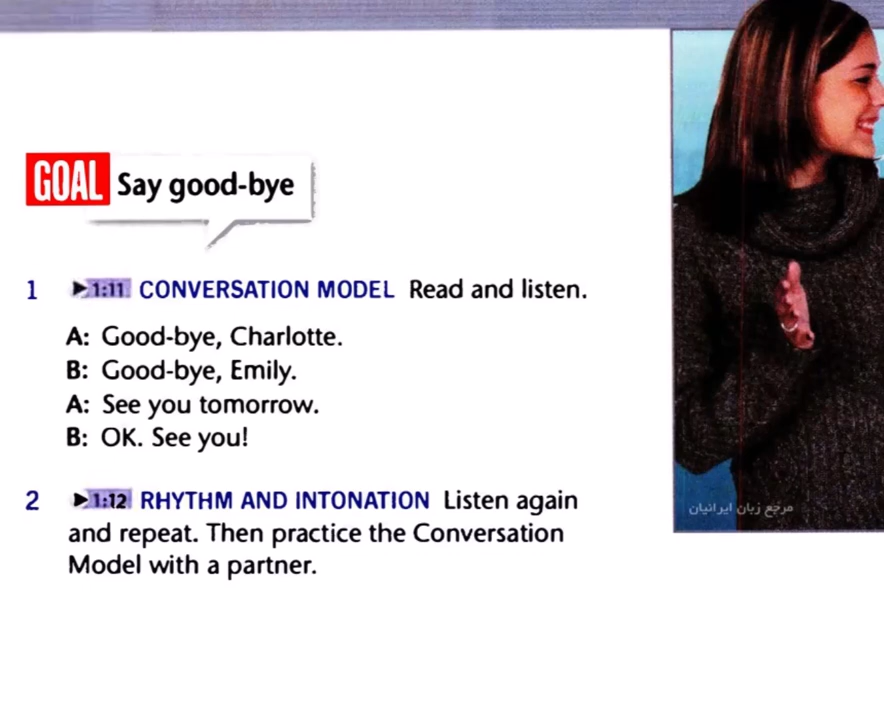 GOAL Say good-bye
1 ▶1:11 CONVERSATION MODEL Read and listen.
A: Good-bye, Charlotte.
B: Good-bye, Emily.
A: See you tomorrow.
B: OK. See you!
2 ▶1:12 RHYTHM AND INTONATION Listen again
and repeat. Then practice the Conversation
Model with a partner.
مرجع زبان ایرانیان